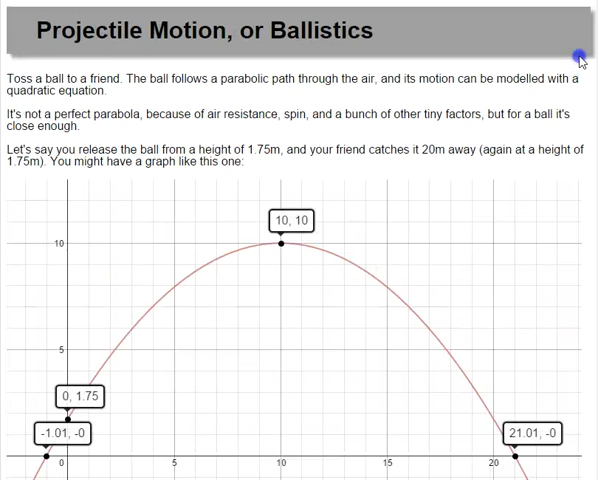 Projectile Motion, or Ballistics
Toss a ball to a friend. The ball follows a parabolic path through the air, and its motion can be modelled with a
quadratic equation.
It's not a perfect parabola, because of air resistance, spin, and a bunch of other tiny factors, but for a ball it's
close enough.
Let's say you release the ball from a height of 1.75m, and your friend catches it 20m away (again at a height of
1.75m). You might have a graph like this one:
10, 10
10
5
0, 1.75
-1.01, -0
21.01, -0
0
5
10
15
20